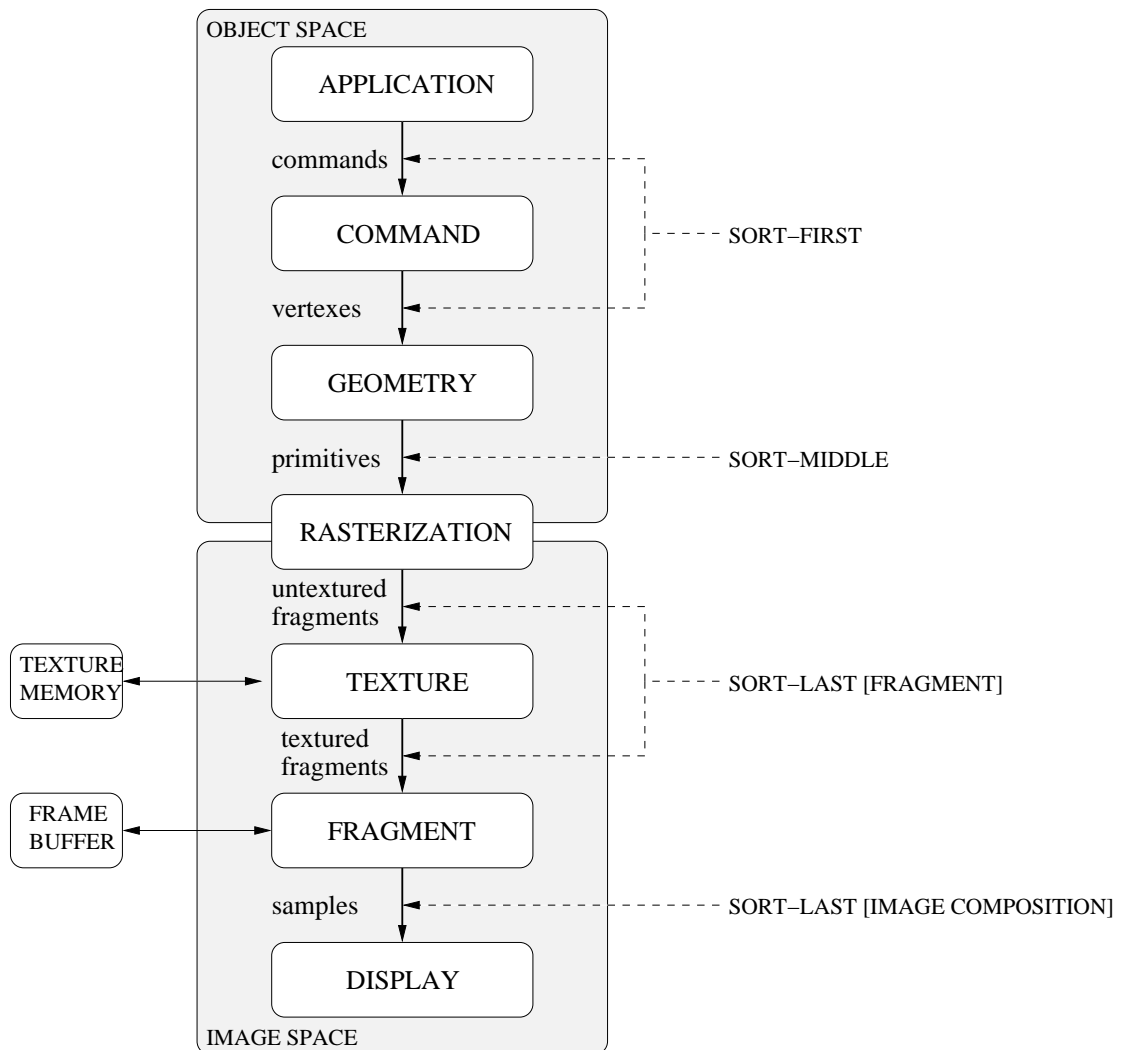 OBJECT SPACE
APPLICATION
commands
COMMAND
SORT–FIRST
vertexes
GEOMETRY
primitives
SORT–MIDDLE
RASTERIZATION
untextured
fragments
TEXTURE
MEMORY
TEXTURE
SORT–LAST [FRAGMENT]
textured
fragments
FRAME
BUFFER
FRAGMENT
samples
SORT–LAST [IMAGE COMPOSITION]
DISPLAY
IMAGE SPACE